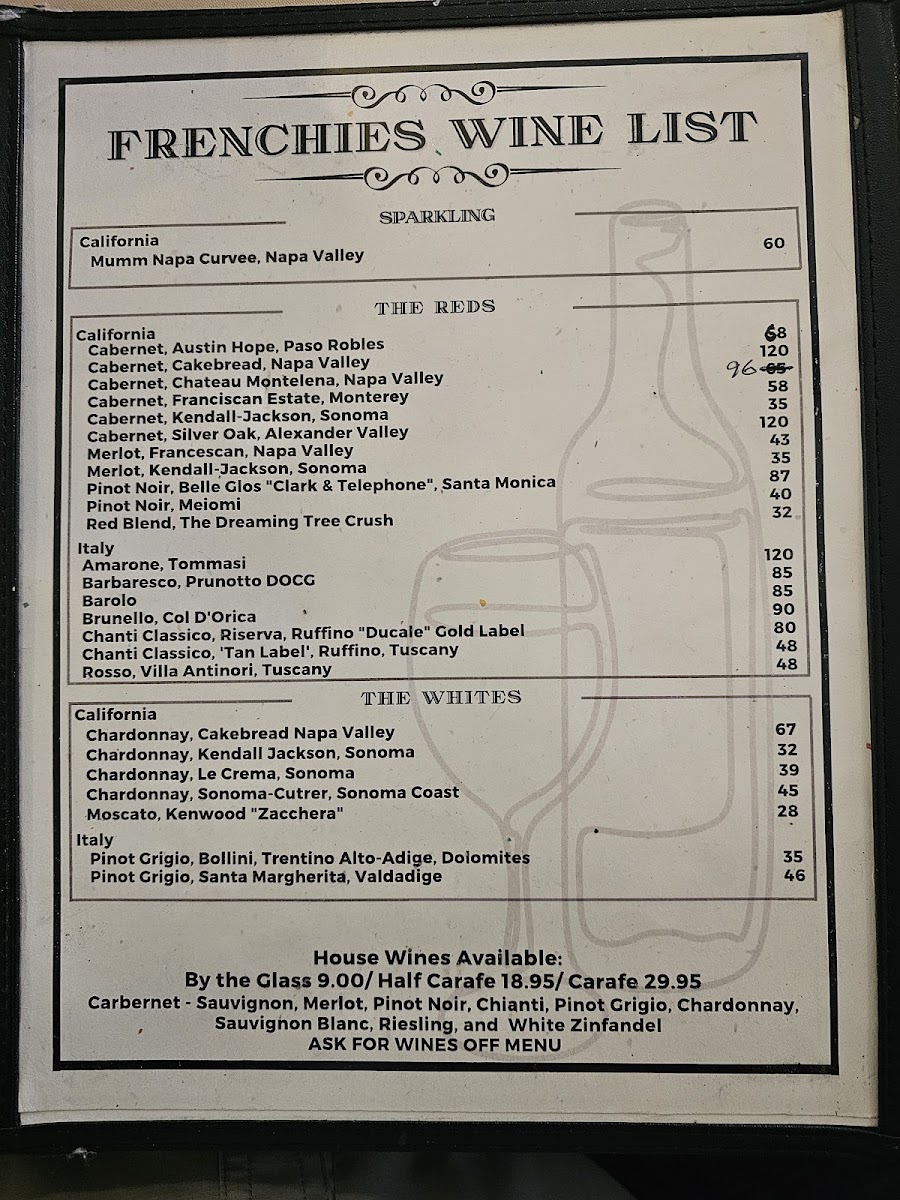 FRENCHIES WINE LIST
SPARKLING
California
Mumm Napa Curvee, Napa Valley 60
THE REDS
California
Cabernet, Austin Hope, Paso Robles 68
Cabernet, Cakebread, Napa Valley 120
Cabernet, Chateau Montelena, Napa Valley 96 65
Cabernet, Franciscan Estate, Monterey 58
Cabernet, Kendall-Jackson, Sonoma 35
Cabernet, Silver Oak, Alexander Valley 120
Merlot, Francescan, Napa Valley 43
Merlot, Kendall-Jackson, Sonoma 35
Pinot Noir, Belle Glos "Clark & Telephone", Santa Monica 87
Pinot Noir, Meiomi 40
Red Blend, The Dreaming Tree Crush 32
Italy
Amarone, Tommasi 120
Barbaresco, Prunotto DOCG 85
Barolo 85
Brunello, Col D'Orica 90
Chanti Classico, Riserva, Ruffino "Ducale" Gold Label 80
Chanti Classico, 'Tan Label', Ruffino, Tuscany 48
Rosso, Villa Antinori, Tuscany 48
THE WHITES
California
Chardonnay, Cakebread Napa Valley 67
Chardonnay, Kendall Jackson, Sonoma 32
Chardonnay, Le Crema, Sonoma 39
Chardonnay, Sonoma-Cutrer, Sonoma Coast 45
Moscato, Kenwood "Zacchera" 28
Italy
Pinot Grigio, Bollini, Trentino Alto-Adige, Dolomites 35
Pinot Grigio, Santa Margherita, Valdadige 46
House Wines Available:
By the Glass 9.00/ Half Carafe 18.95/ Carafe 29.95
Carbernet - Sauvignon, Merlot, Pinot Noir, Chianti, Pinot Grigio, Chardonnay,
Sauvignon Blanc, Riesling, and White Zinfandel
ASK FOR WINES OFF MENU